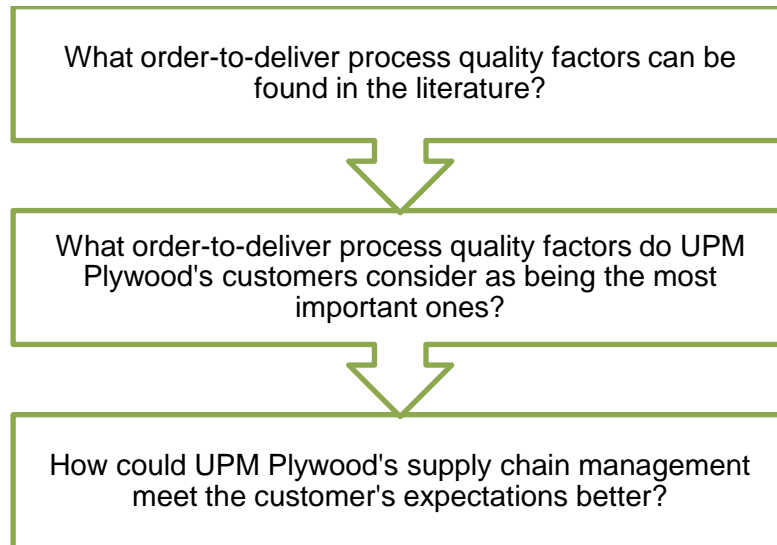 What order-to-deliver process quality factors can be
found in the literature?
What order-to-deliver process quality factors do UPM
Plywood's customers consider as being the most
important ones?
How could UPM Plywood's supply chain management
meet the customer's expectations better?